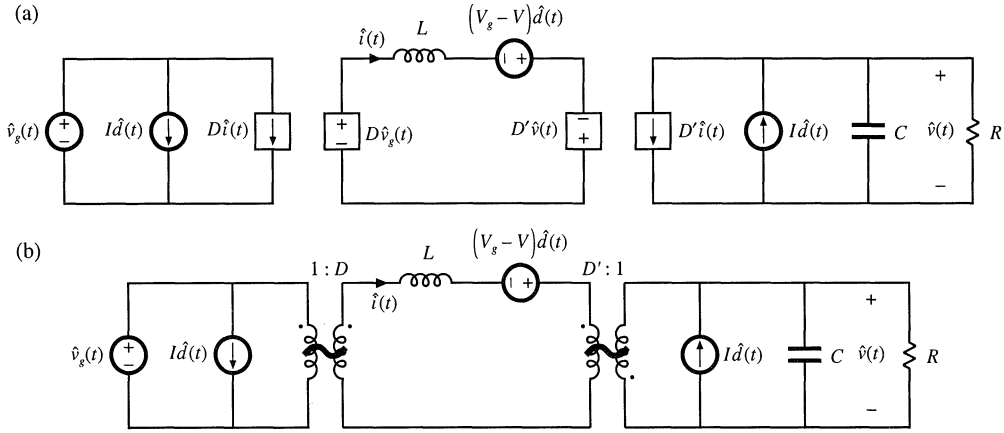 (a)
î(t) L (V_g − V)d̂(t)
v̂_g(t) + − Id̂(t) Dî(t) + − Dv̂_g(t) − + D′v̂(t) − + D′î(t) Id̂(t) C + v̂(t) − R
(b)
1 : D î(t) L (V_g − V)d̂(t) − + D′ : 1
v̂_g(t) + − Id̂(t) Id̂(t) C + v̂(t) − R